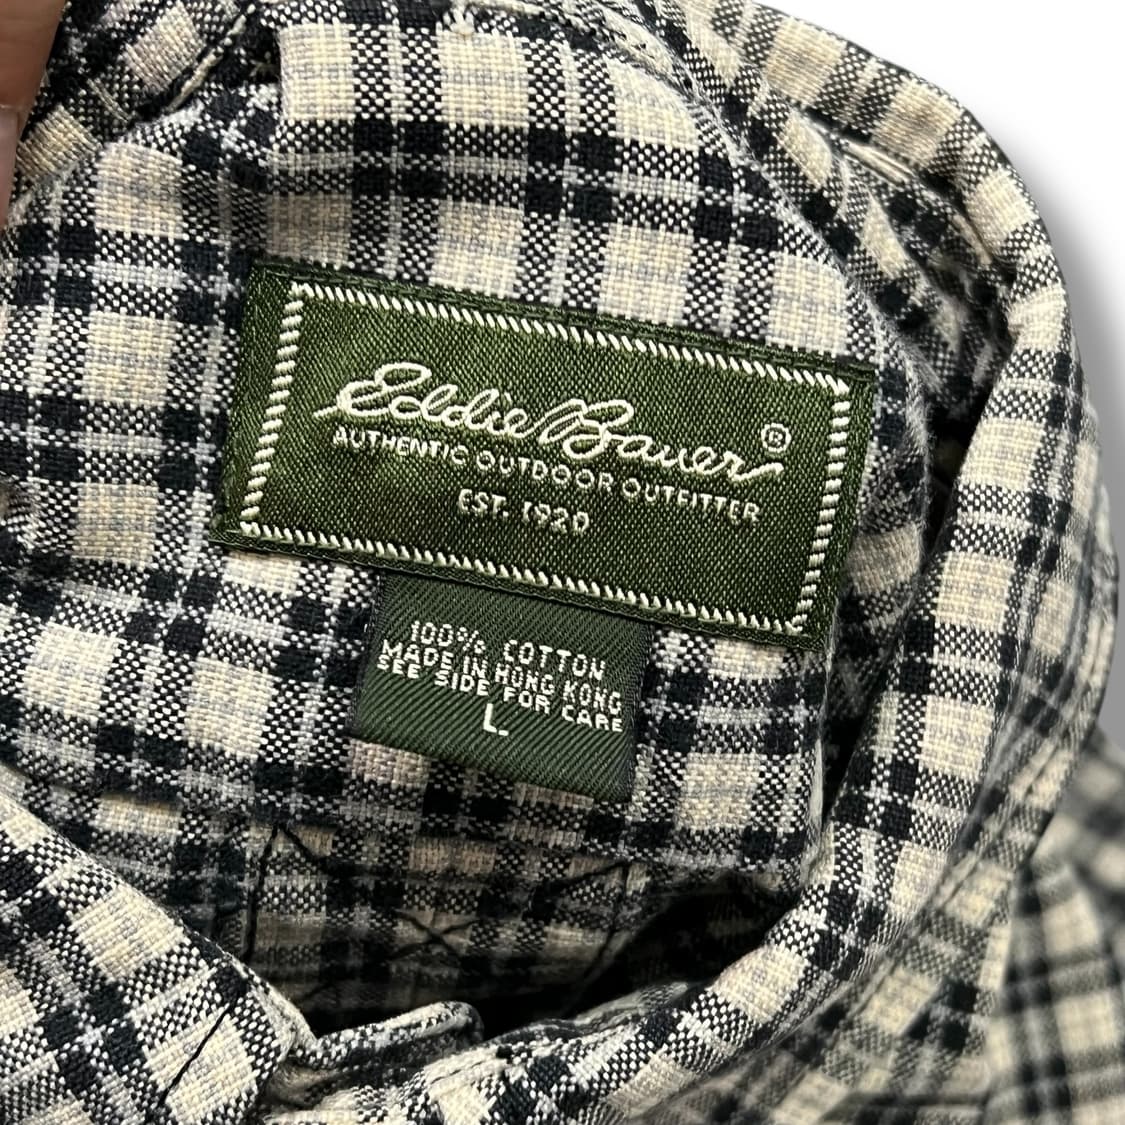 Eddie Bauer ®
AUTHENTIC OUTDOOR OUTFITTER
EST. 1920
100% COTTON
MADE IN HONG KONG
SEE SIDE FOR CARE
L